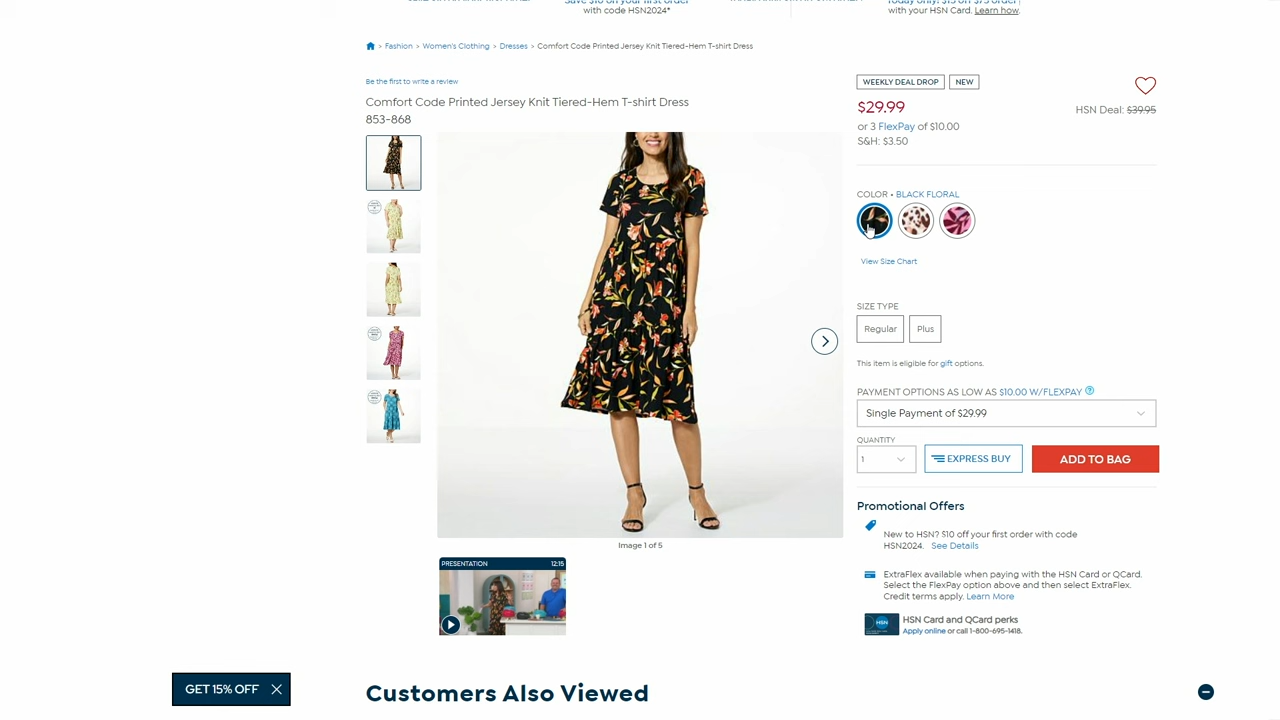 with code HSN2024*
with your HSN Card. Learn how.
> Fashion > Women's Clothing > Dresses > Comfort Code Printed Jersey Knit Tiered-Hem T-shirt Dress
Be the first to write a review
Comfort Code Printed Jersey Knit Tiered-Hem T-shirt Dress
853-868
WEEKLY DEAL DROP NEW
$29.99
HSN Deal: $39.95
or 3 FlexPay of $10.00
S&H: $3.50
COLOR • BLACK FLORAL
View Size Chart
SIZE TYPE
Regular Plus
This item is eligible for gift options.
PAYMENT OPTIONS AS LOW AS $10.00 W/FLEXPAY ?
Single Payment of $29.99
QUANTITY
1 EXPRESS BUY ADD TO BAG
Image 1 of 5
PRESENTATION 12:15
Promotional Offers
New to HSN? $10 off your first order with code
HSN2024. See Details
ExtraFlex available when paying with the HSN Card or QCard.
Select the FlexPay option above and then select ExtraFlex.
Credit terms apply. Learn More
HSN
HSN Card and QCard perks
Apply online or call 1-800-695-1418.
GET 15% OFF
Customers Also Viewed